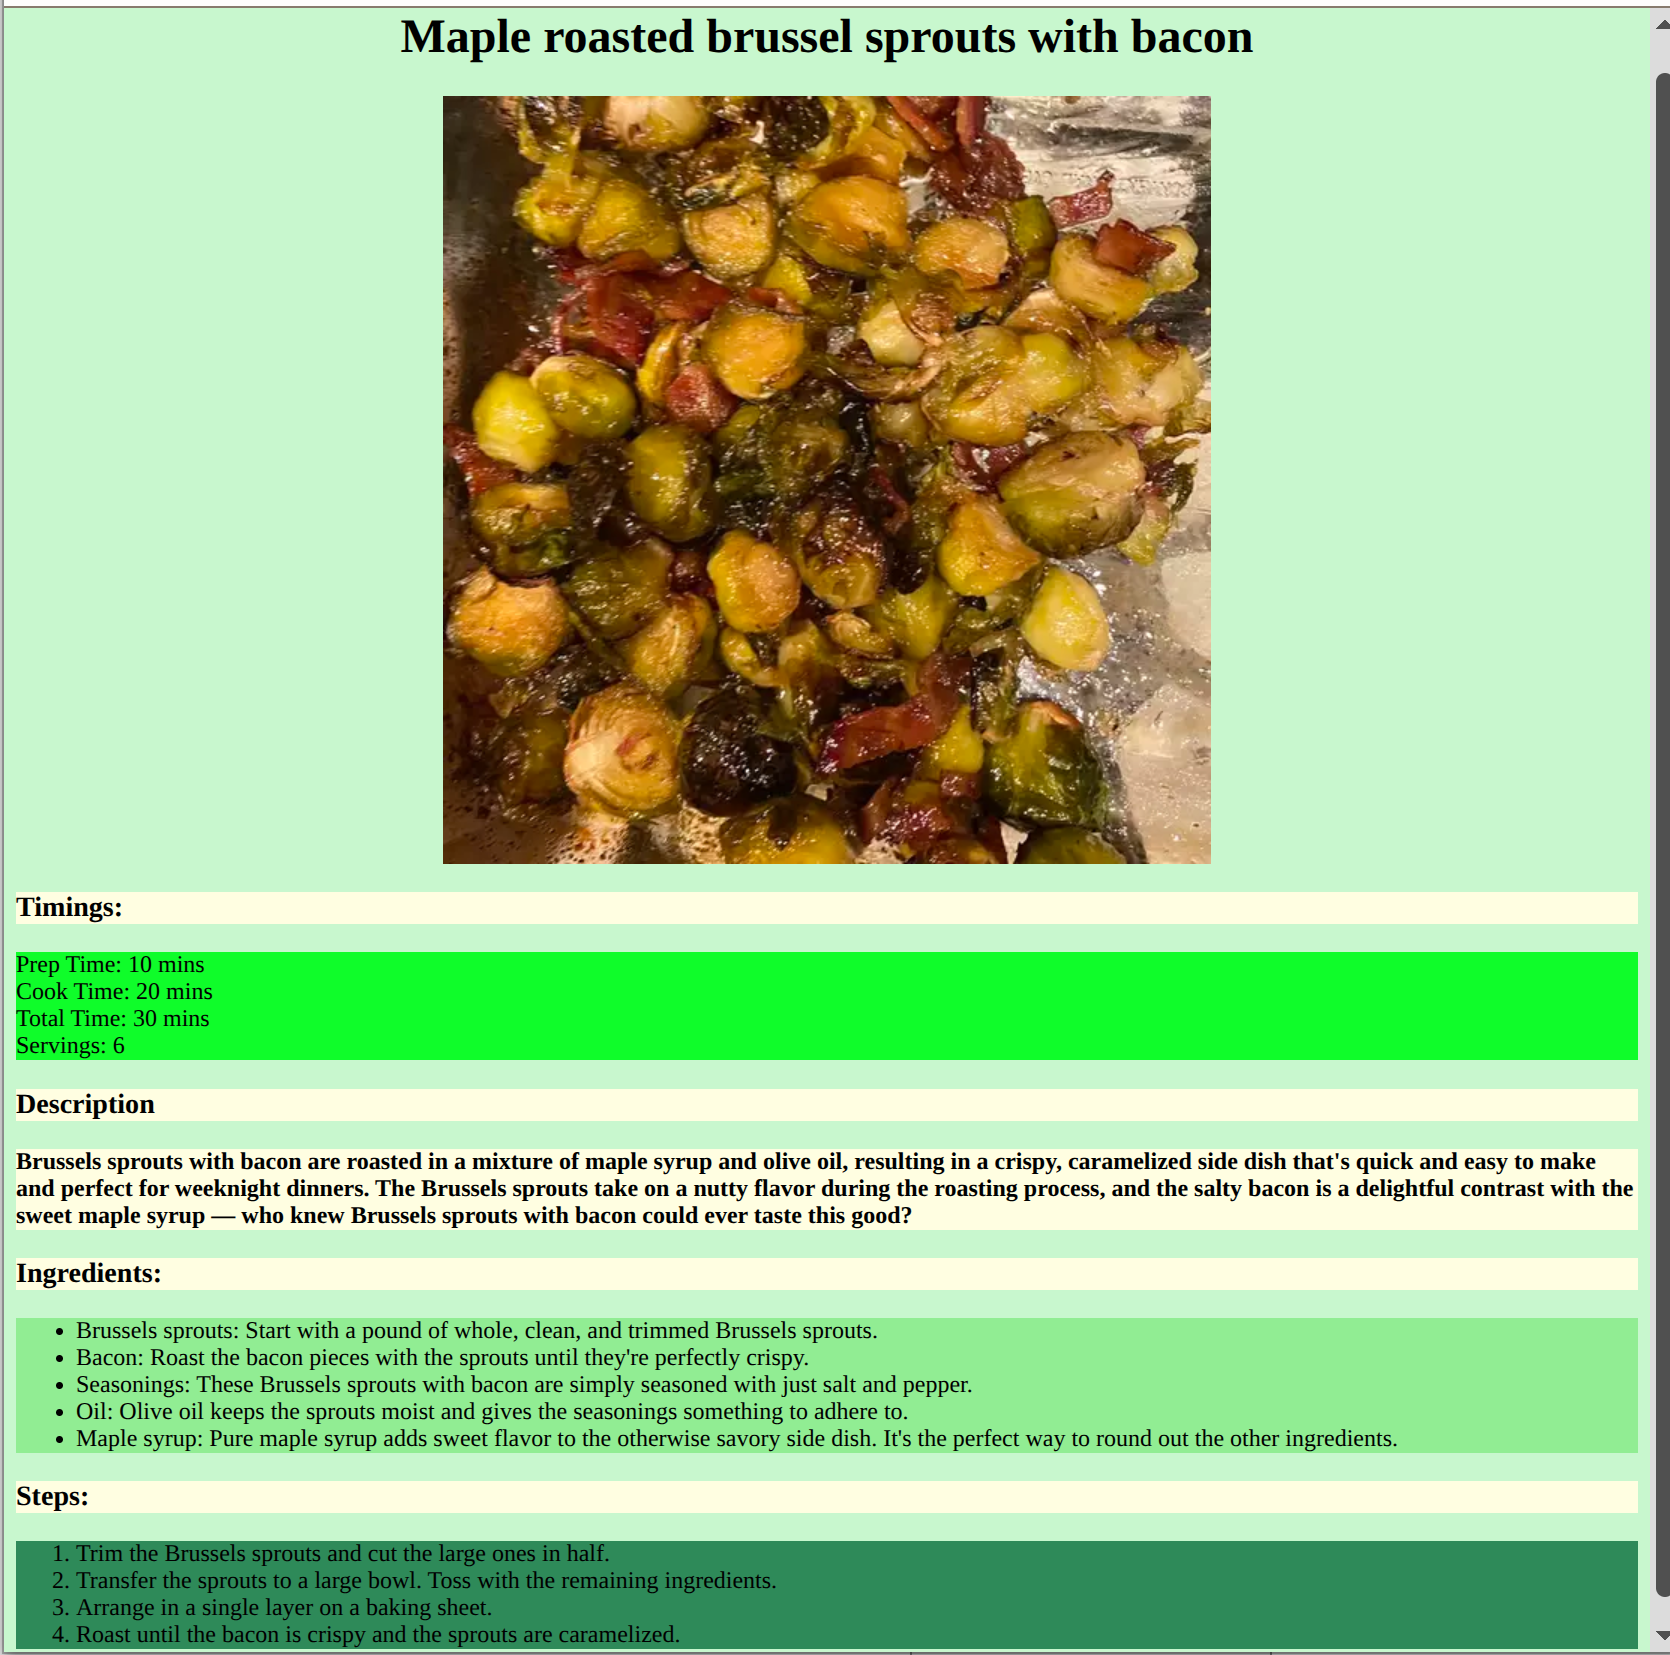 Maple roasted brussel sprouts with bacon
Timings:
Prep Time: 10 mins
Cook Time: 20 mins
Total Time: 30 mins
Servings: 6
Description
Brussels sprouts with bacon are roasted in a mixture of maple syrup and olive oil, resulting in a crispy, caramelized side dish that's quick and easy to make
and perfect for weeknight dinners. The Brussels sprouts take on a nutty flavor during the roasting process, and the salty bacon is a delightful contrast with the
sweet maple syrup — who knew Brussels sprouts with bacon could ever taste this good?
Ingredients:
• Brussels sprouts: Start with a pound of whole, clean, and trimmed Brussels sprouts.
• Bacon: Roast the bacon pieces with the sprouts until they're perfectly crispy.
• Seasonings: These Brussels sprouts with bacon are simply seasoned with just salt and pepper.
• Oil: Olive oil keeps the sprouts moist and gives the seasonings something to adhere to.
• Maple syrup: Pure maple syrup adds sweet flavor to the otherwise savory side dish. It's the perfect way to round out the other ingredients.
Steps:
1. Trim the Brussels sprouts and cut the large ones in half.
2. Transfer the sprouts to a large bowl. Toss with the remaining ingredients.
3. Arrange in a single layer on a baking sheet.
4. Roast until the bacon is crispy and the sprouts are caramelized.